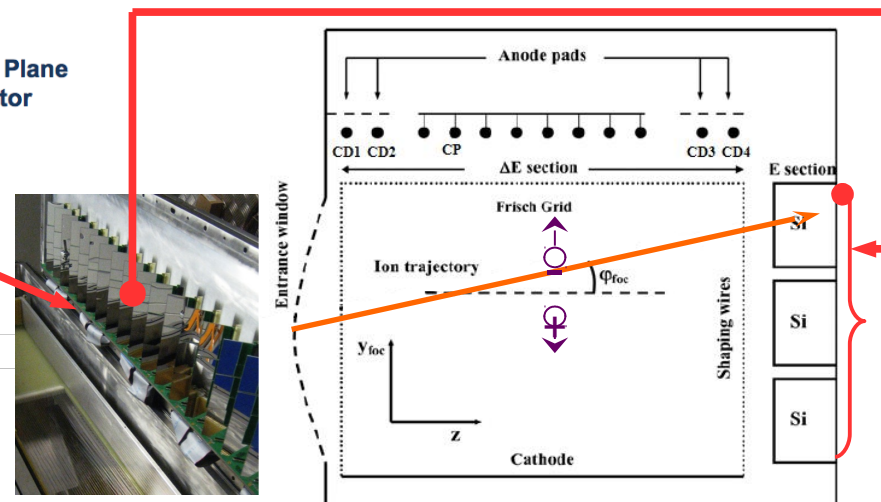 Plane
tor
Anode pads
CD1 CD2
CP
CD3 CD4
ΔE section
E section
Entrance window
Frisch Grid
Si
Ion trajectory
φfoc
Si
Shaping wires
yfoc
Si
z
Cathode